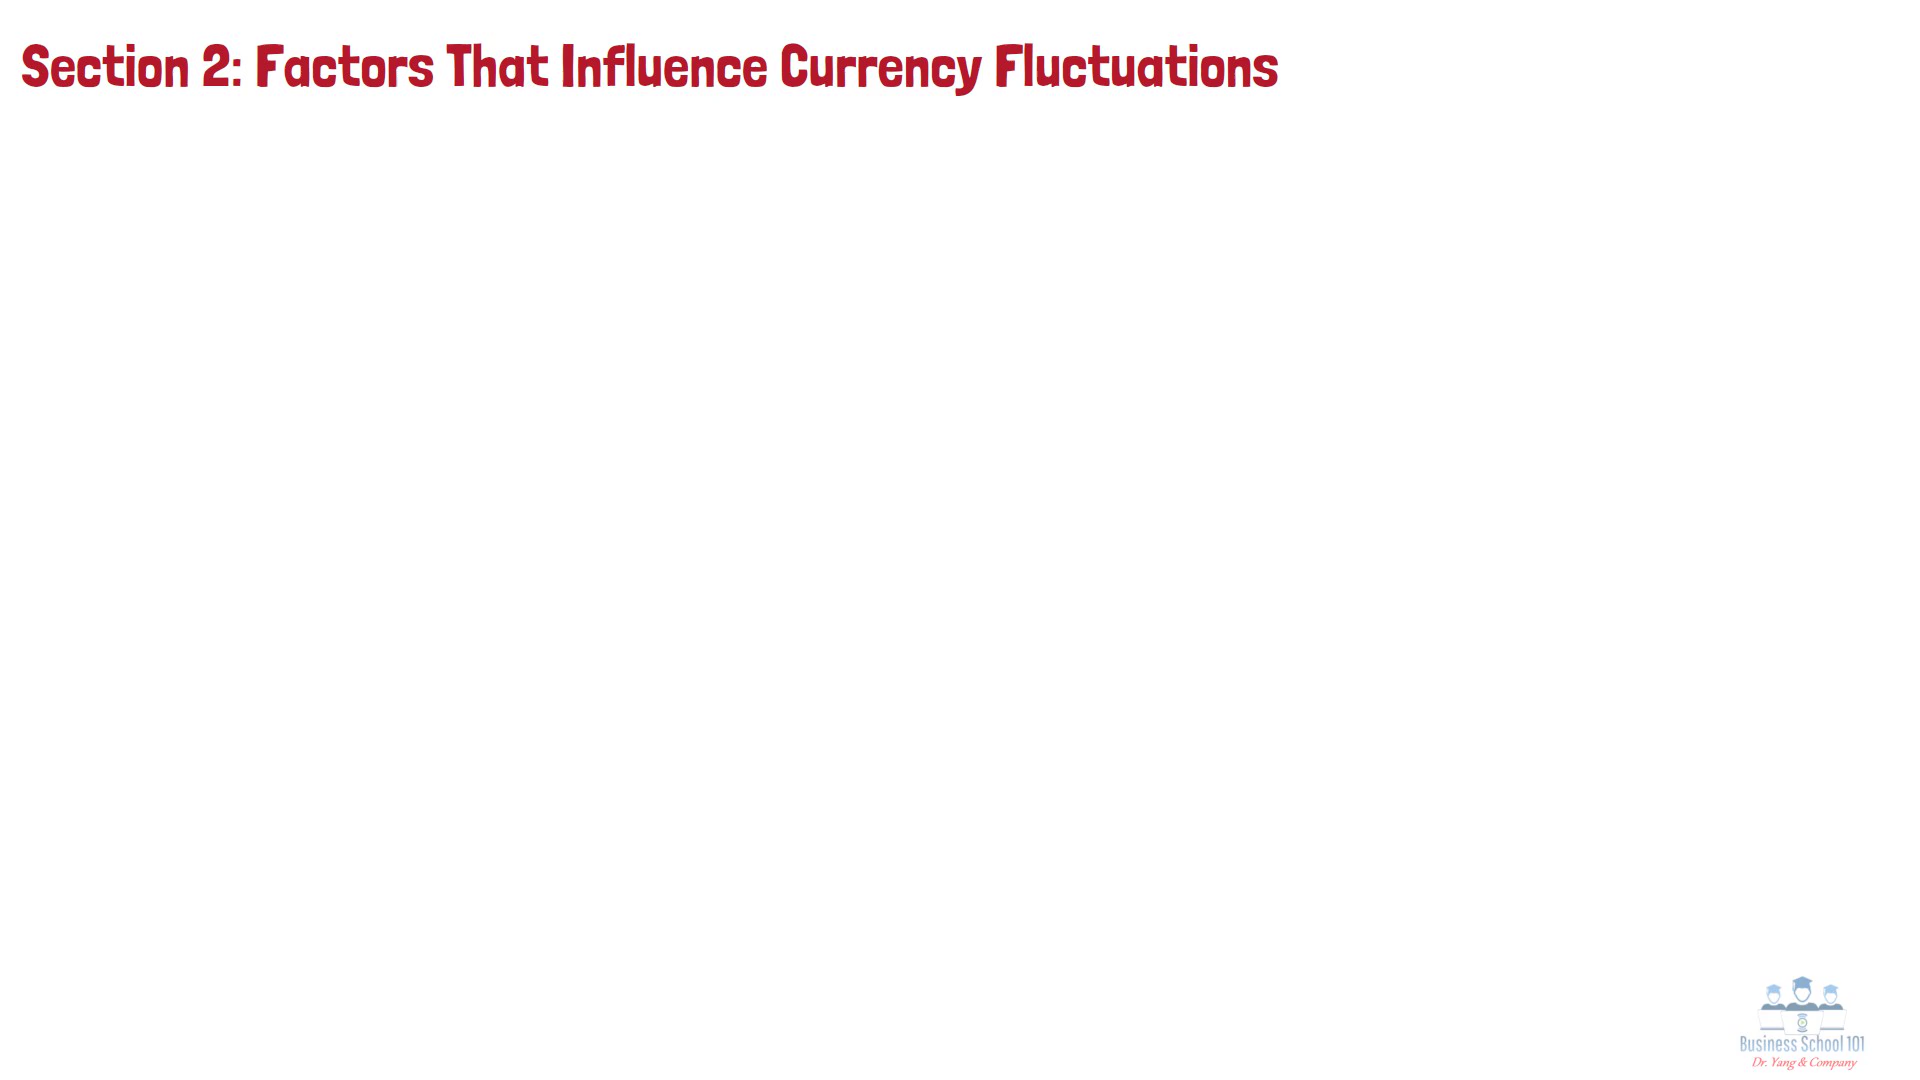 Section 2: Factors That Influence Currency Fluctuations
Business School 101
Dr. Yang & Company